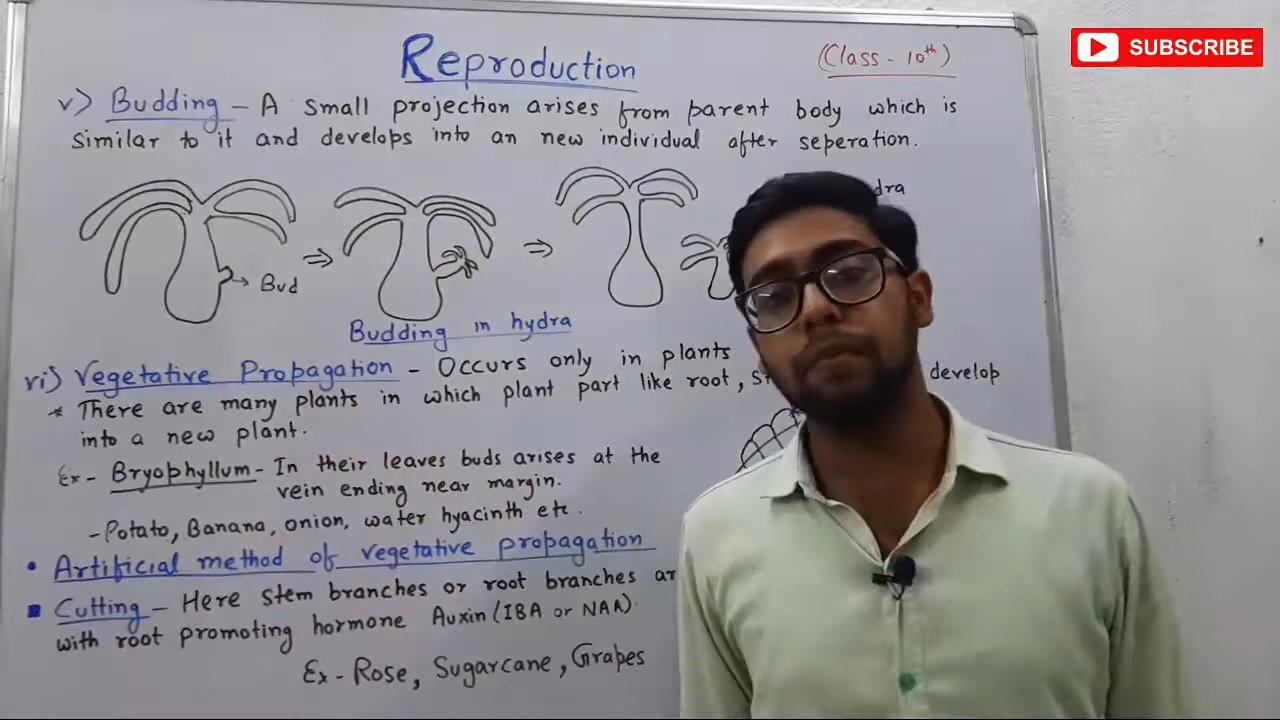 Reproduction
(Class - 10th)
SUBSCRIBE
v) Budding - A small projection arises from parent body which is
similar to it and develops into an new individual after seperation.
Bud
Budding in hydra
vi) Vegetative Propagation - Occurs only in plants
* There are many plants in which plant part like root, develop
into a new plant.
Ex- Bryophyllum - In their leaves buds arises at the
vein ending near margin.
- Potato, Banana, onion, water hyacinth etc.
• Artificial method of vegetative propagation
▪ Cutting - Here stem branches or root branches
with root promoting hormone Auxin (IBA or NAA).
Ex- Rose, Sugarcane, Grapes